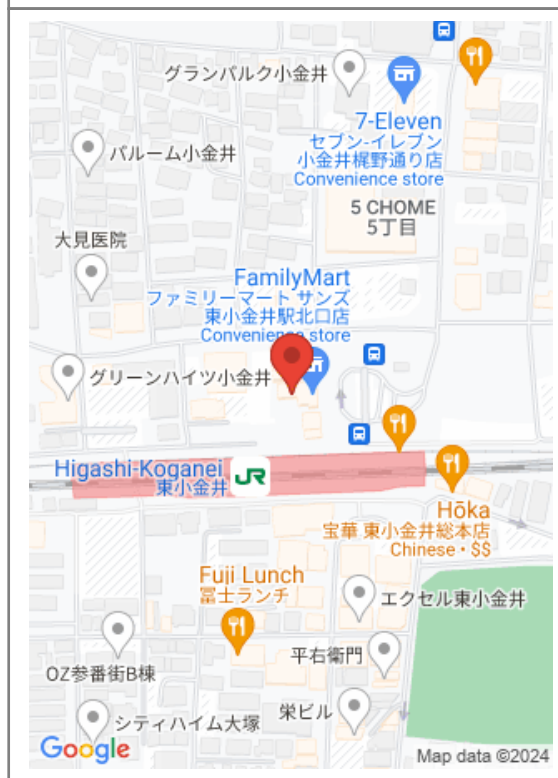 グランパルク小金井
7-Eleven
セブン-イレブン
小金井梶野通り店
Convenience store
パルーム小金井
5 CHOME
5丁目
大見医院
FamilyMart
ファミリーマート サンズ
東小金井駅北口店
Convenience store
グリーンハイツ小金井
Higashi-Koganei
東小金井
JR
Hōka
宝華 東小金井総本店
Chinese • $$
Fuji Lunch
冨士ランチ
エクセル東小金井
平右衛門
OZ参番街B棟
栄ビル
シティハイム大塚
Google
Map data ©2024